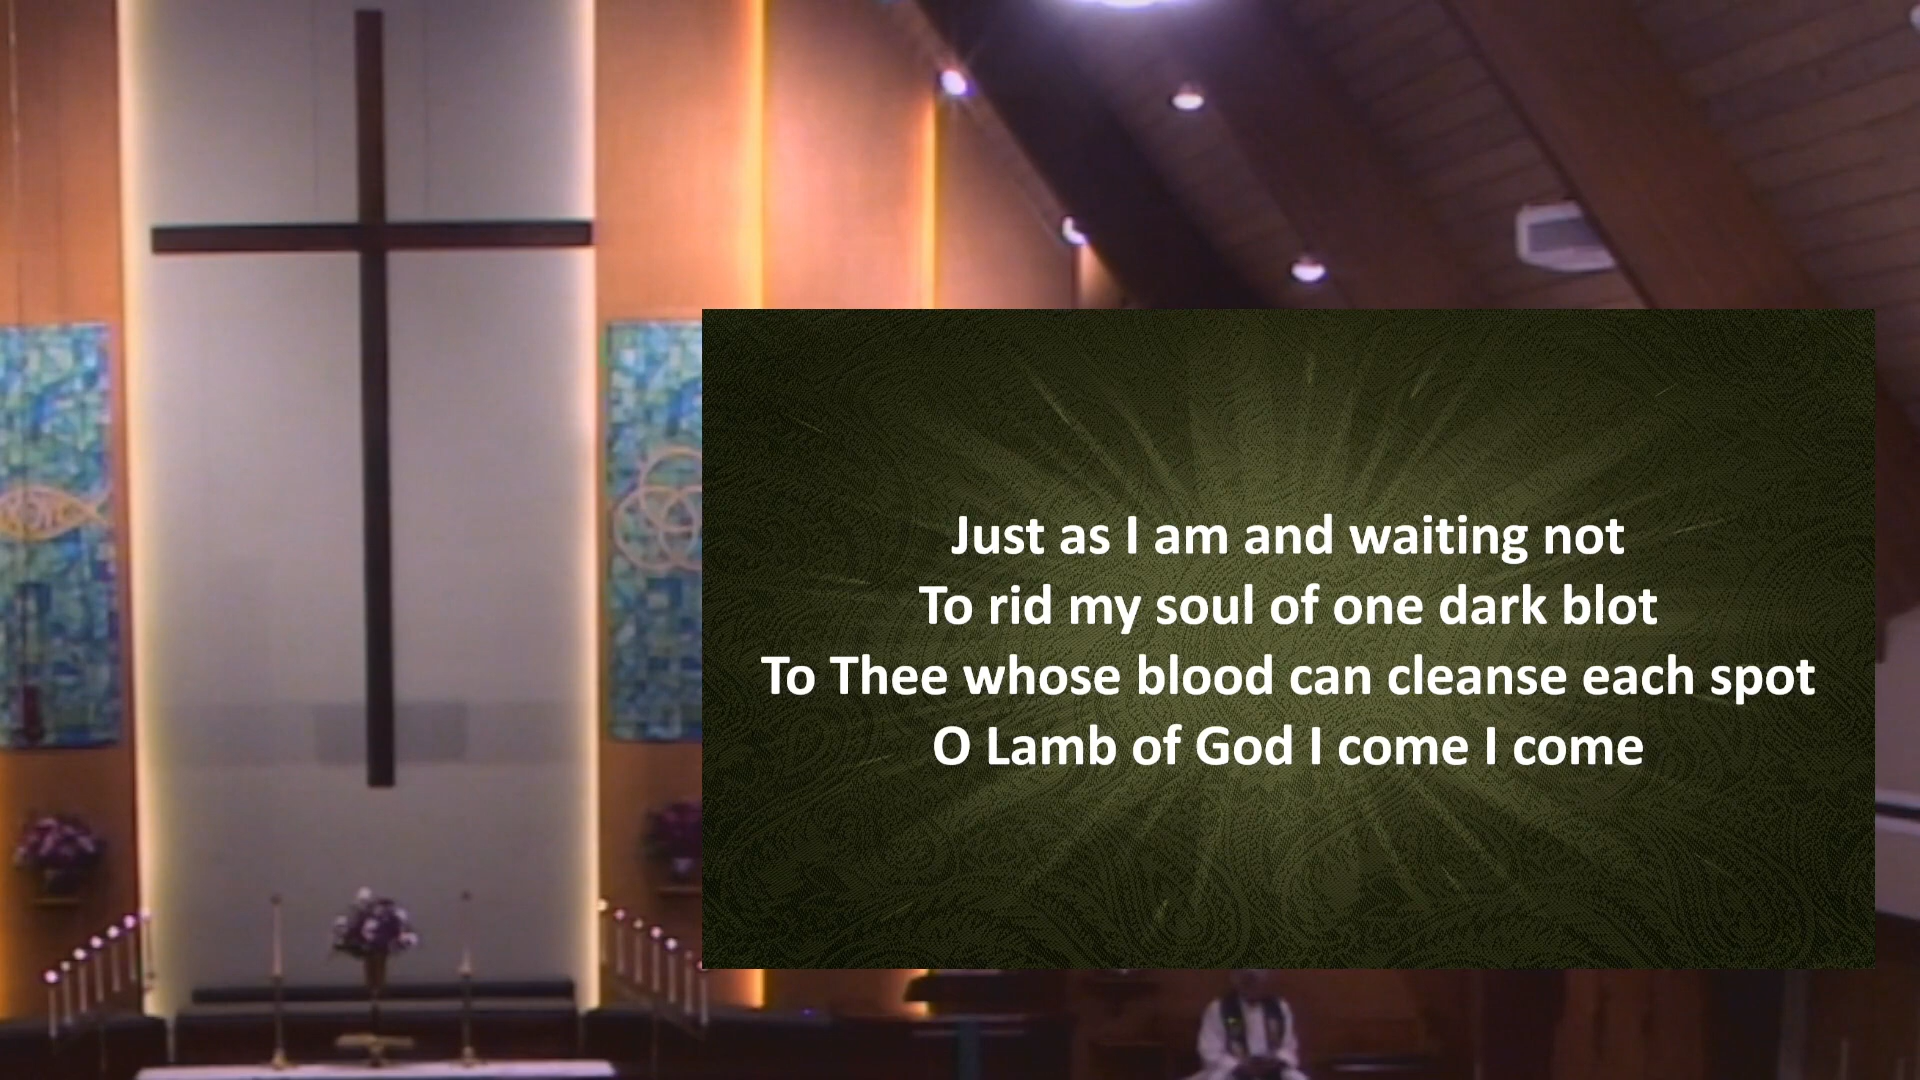 Just as I am and waiting not
To rid my soul of one dark blot
To Thee whose blood can cleanse each spot
O Lamb of God I come I come